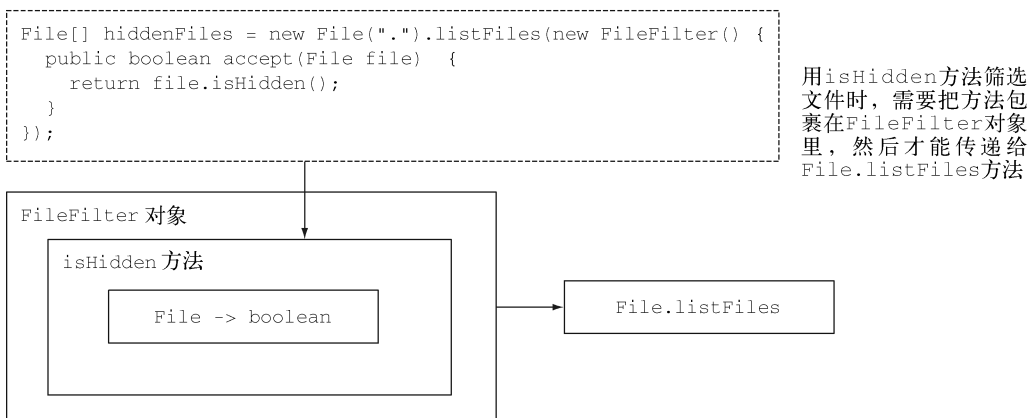 File[] hiddenFiles = new File(".").listFiles(new FileFilter() {
  public boolean accept(File file)  {
    return file.isHidden();
  }
});
用isHidden方法筛选
文件时，需要把方法包
裹在FileFilter对象
里，然后才能传递给
File.listFiles方法
FileFilter 对象
isHidden 方法
File -> boolean
File.listFiles